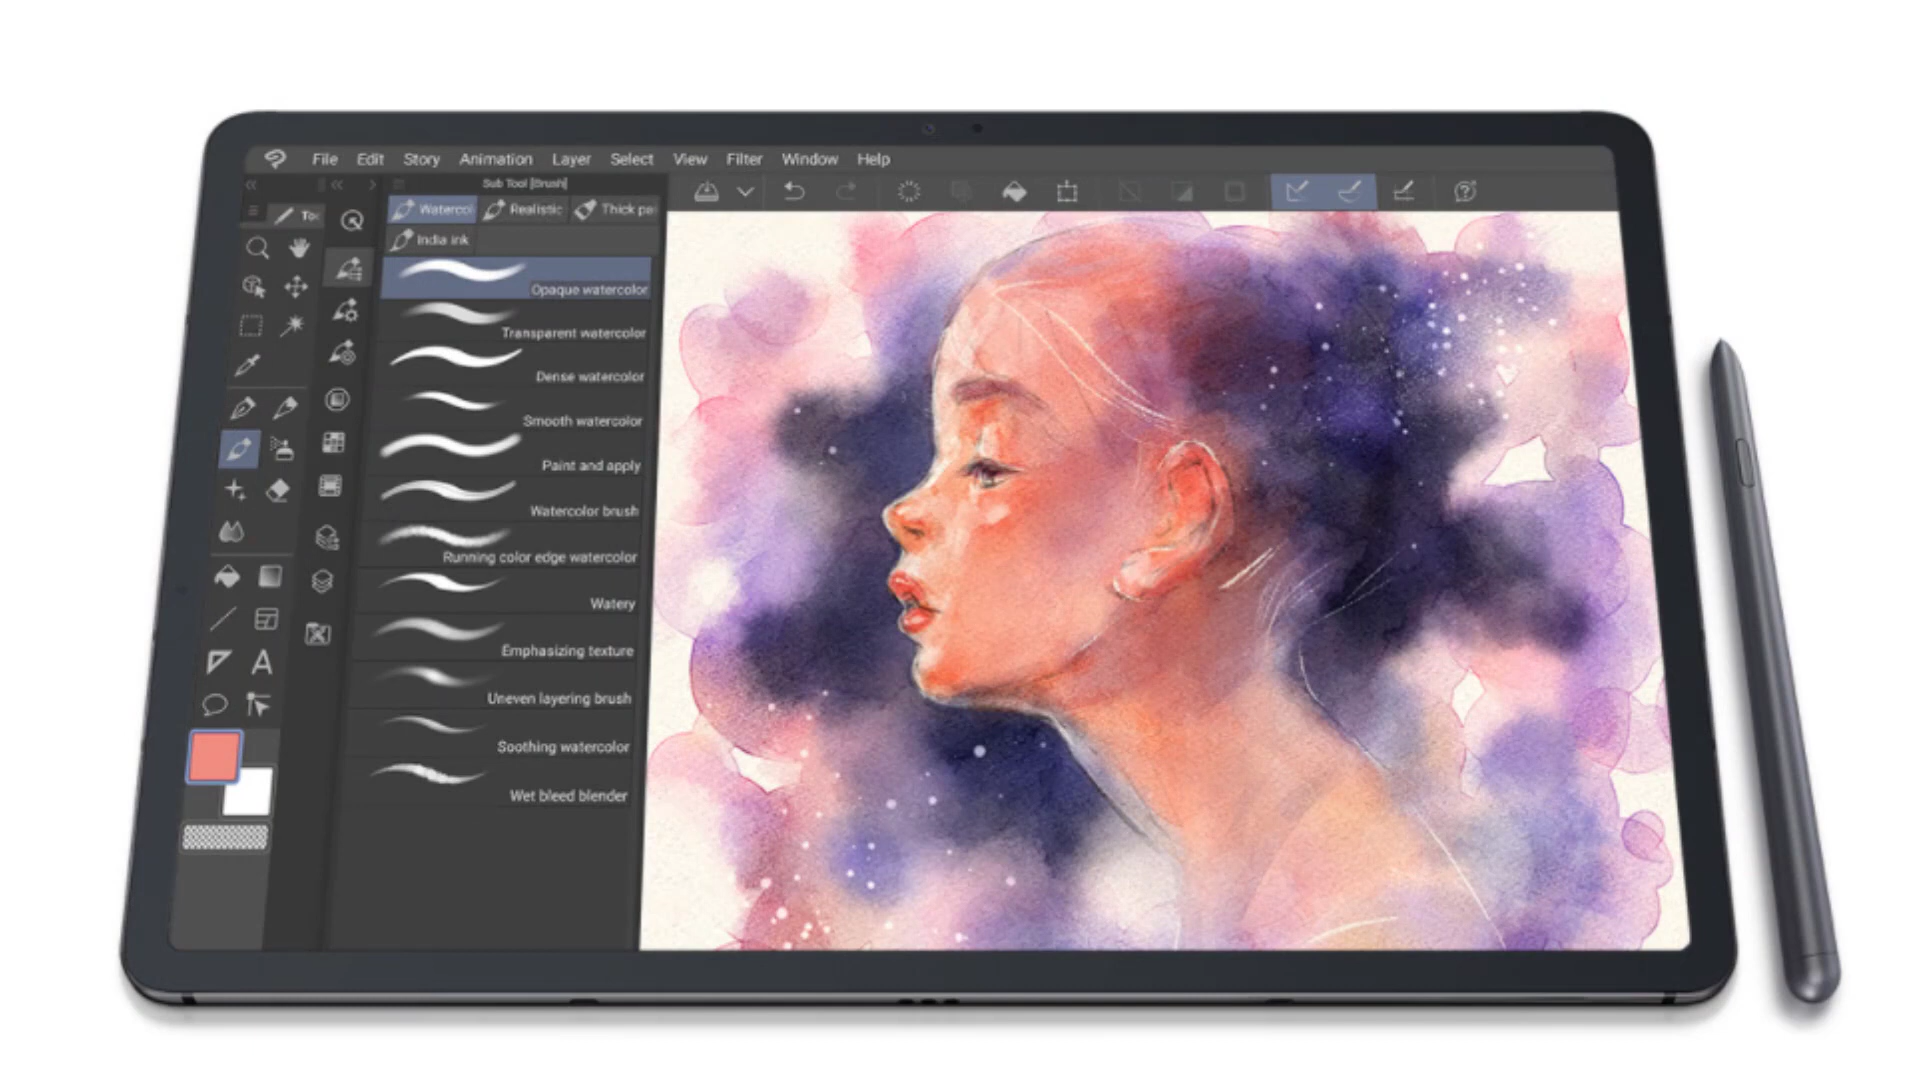 File Edit Story Animation Layer Select View Filter Window Help
Sub Tool [Brush]
Watercol Realistic Thick pa
India ink
Opaque watercolor
Transparent watercolor
Dense watercolor
Smooth watercolor
Paint and apply
Watercolor brush
Running color edge watercolor
Watery
Emphasizing texture
Uneven layering brush
Soothing watercolor
Wet bleed blender
A